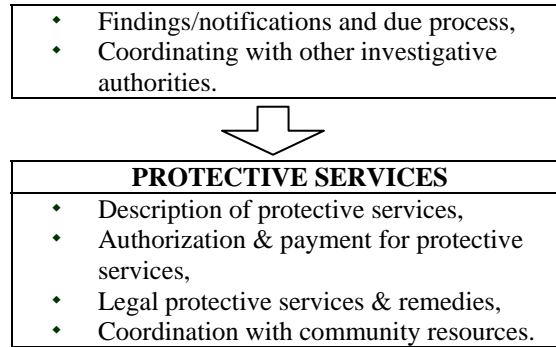 Findings/notifications and due process,
Coordinating with other investigative
authorities.
PROTECTIVE SERVICES
Description of protective services,
Authorization & payment for protective
services,
Legal protective services & remedies,
Coordination with community resources.